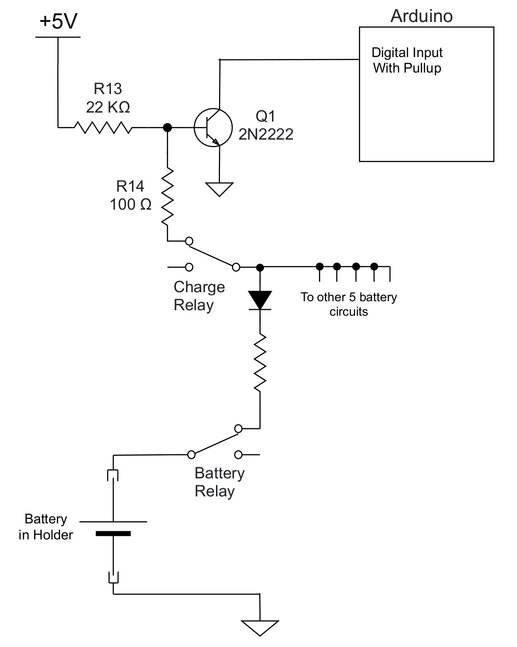 Arduino
+5V
Digital Input
With Pullup
R13
22 KΩ
Q1
2N2222
R14
100 Ω
Charge
Relay
To other 5 battery
circuits
Battery
Relay
Battery
in Holder